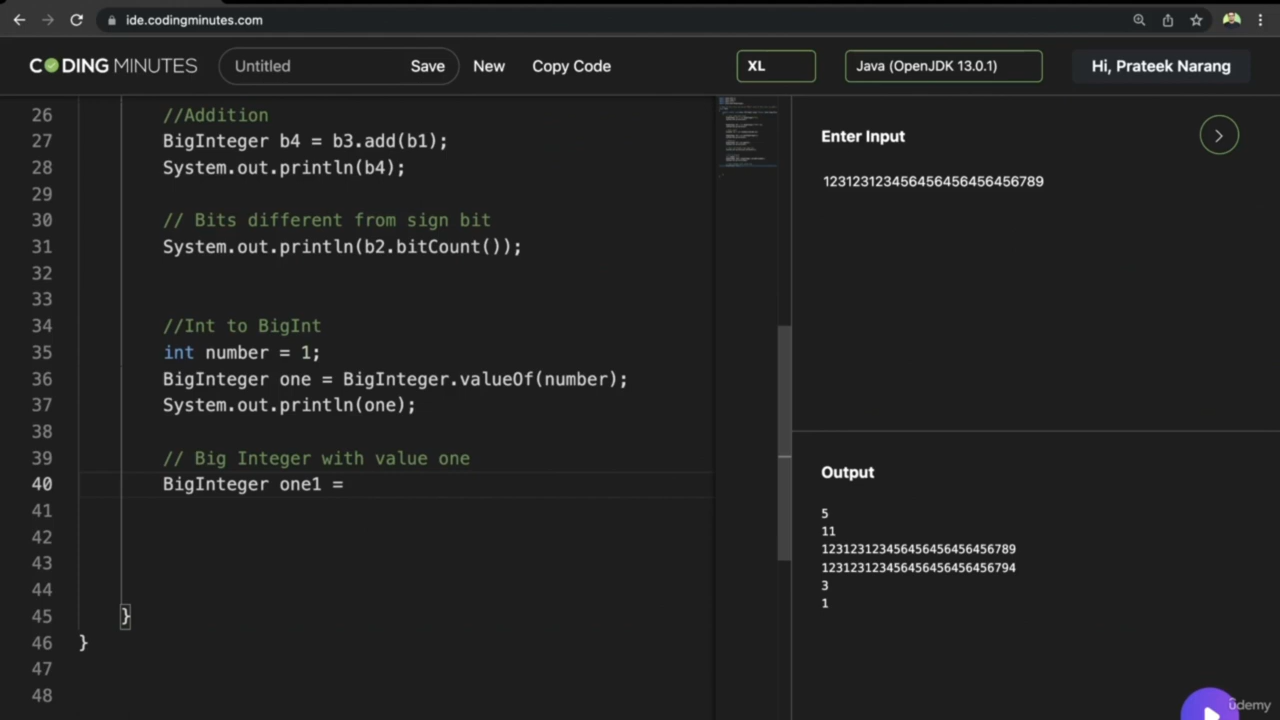 ide.codingminutes.com
CODING MINUTES
Untitled
Save
New
Copy Code
XL
Java (OpenJDK 13.0.1)
Hi, Prateek Narang
26 //Addition
27 BigInteger b4 = b3.add(b1);
28 System.out.println(b4);
29
30 // Bits different from sign bit
31 System.out.println(b2.bitCount());
32
33
34 //Int to BigInt
35 int number = 1;
36 BigInteger one = BigInteger.valueOf(number);
37 System.out.println(one);
38
39 // Big Integer with value one
40 BigInteger one1 =
41
42
43
44
45 }
46 }
47
48
Enter Input
123123123456456456456456789
Output
5
11
123123123456456456456456789
123123123456456456456456794
3
1
ûdemy